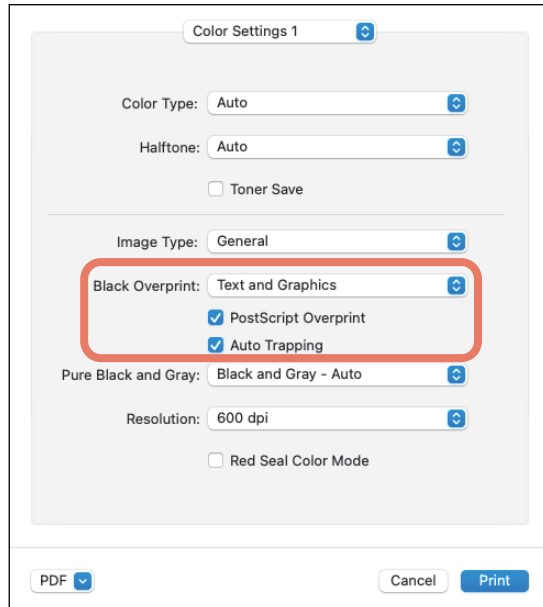 Color Settings 1
Color Type: Auto
Halftone: Auto
Toner Save
Image Type: General
Black Overprint: Text and Graphics
PostScript Overprint
Auto Trapping
Pure Black and Gray: Black and Gray - Auto
Resolution: 600 dpi
Red Seal Color Mode
PDF Cancel Print